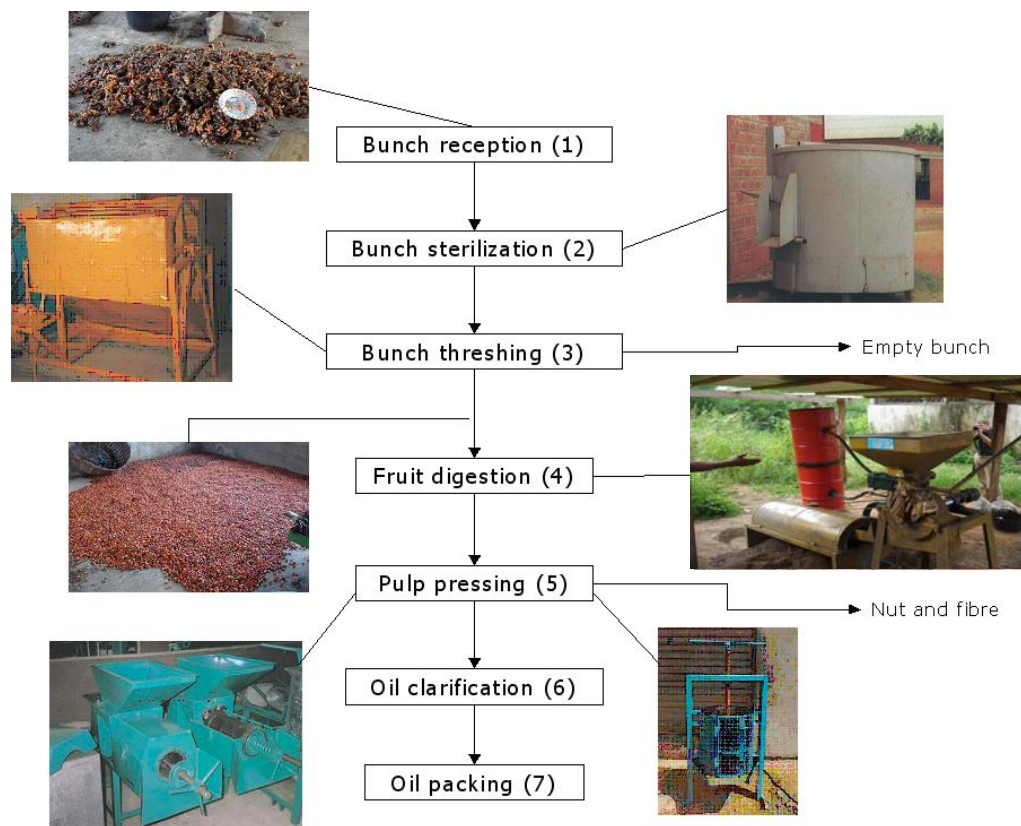 Bunch reception (1)
Bunch sterilization (2)
Bunch threshing (3)
Empty bunch
Fruit digestion (4)
Pulp pressing (5)
Nut and fibre
Oil clarification (6)
Oil packing (7)